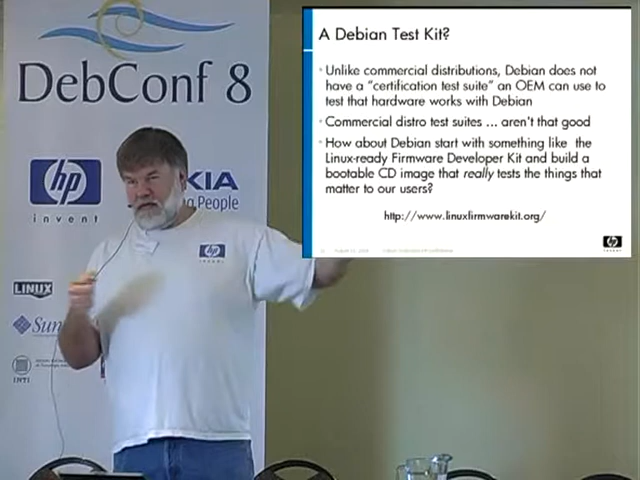 DebConf 8
hp
i n v e n t
KIA
ng People
LINUX
Sun
INTI
hp
A Debian Test Kit?
Unlike commercial distributions, Debian does not
have a "certification test suite" an OEM can use to
test that hardware works with Debian
Commercial distro test suites ... aren't that good
How about Debian start with something like the
Linux-ready Firmware Developer Kit and build a
bootable CD image that really tests the things that
matter to our users?
http://www.linuxfirmwarekit.org/
hp